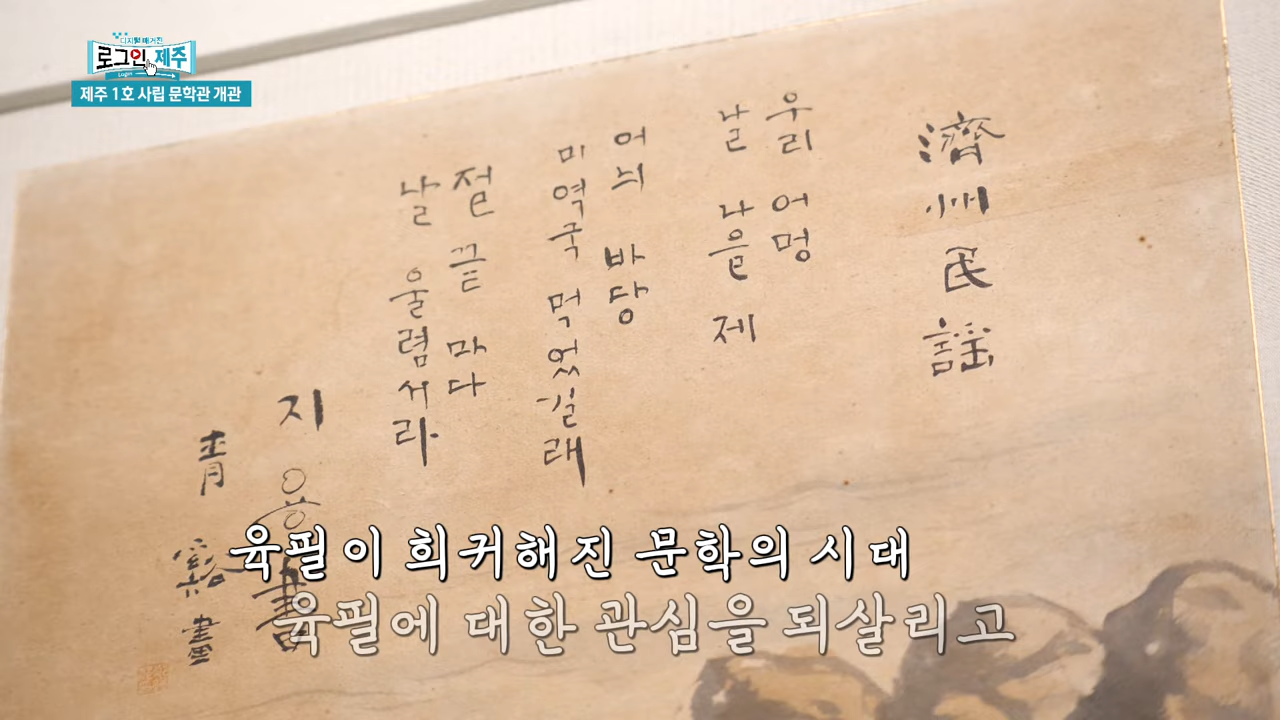 디지털 매거진
로그인 제주
Login
제주 1호 사립 문학관 개관
濟州民謠
우리 어멍
날 나을 제
어늬 바당
미역국 먹었길래
절 끝 마다
날 울렴서라
지용書
靑谿畫
육필이 희귀해진 문학의 시대
육필에 대한 관심을 되살리고